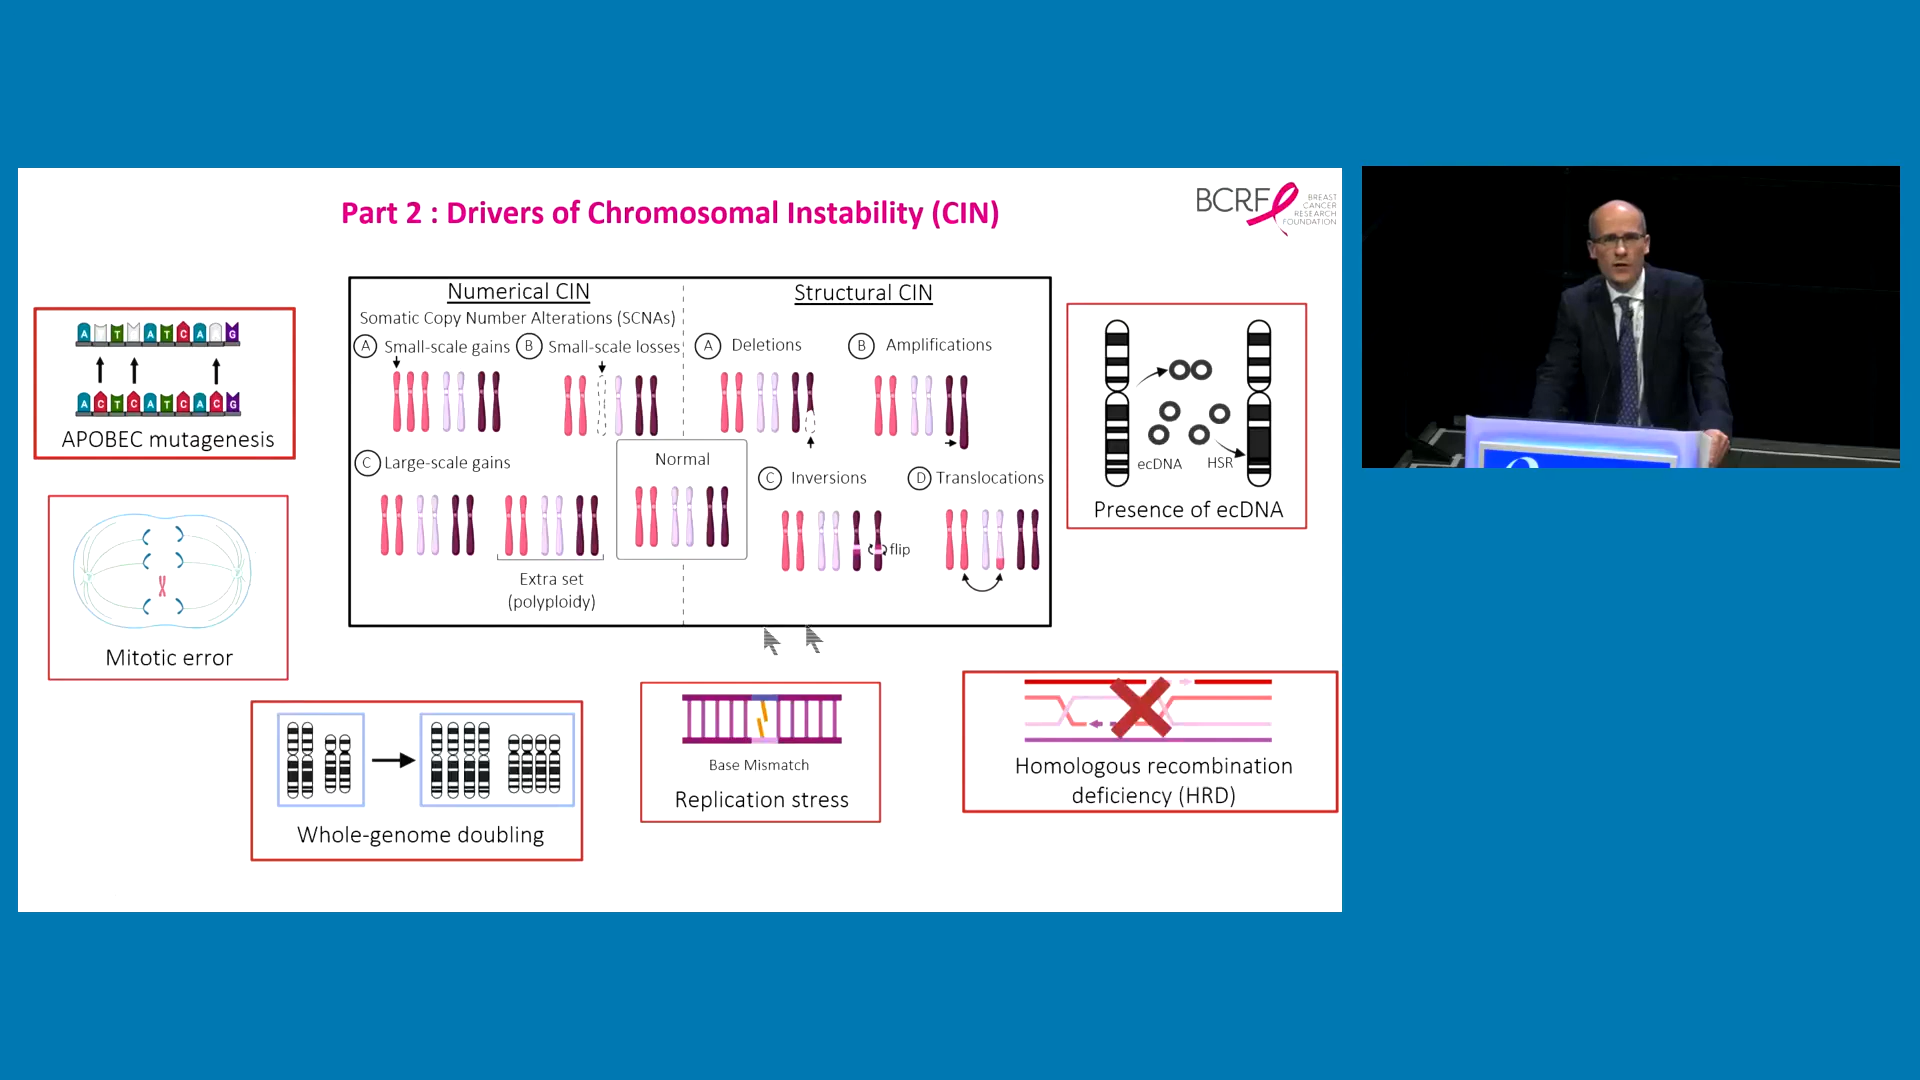 Part 2 : Drivers of Chromosomal Instability (CIN)
BCRF
BREAST
CANCER
RESEARCH
FOUNDATION
A T A T C A G
A C T C A T C A C G
APOBEC mutagenesis
Mitotic error
Numerical CIN
Somatic Copy Number Alterations (SCNAs)
A Small-scale gains
B Small-scale losses
C Large-scale gains
Extra set
(polyploidy)
Normal
Structural CIN
A Deletions
B Amplifications
C Inversions
flip
D Translocations
ecDNA
HSR
Presence of ecDNA
Whole-genome doubling
Base Mismatch
Replication stress
Homologous recombination
deficiency (HRD)